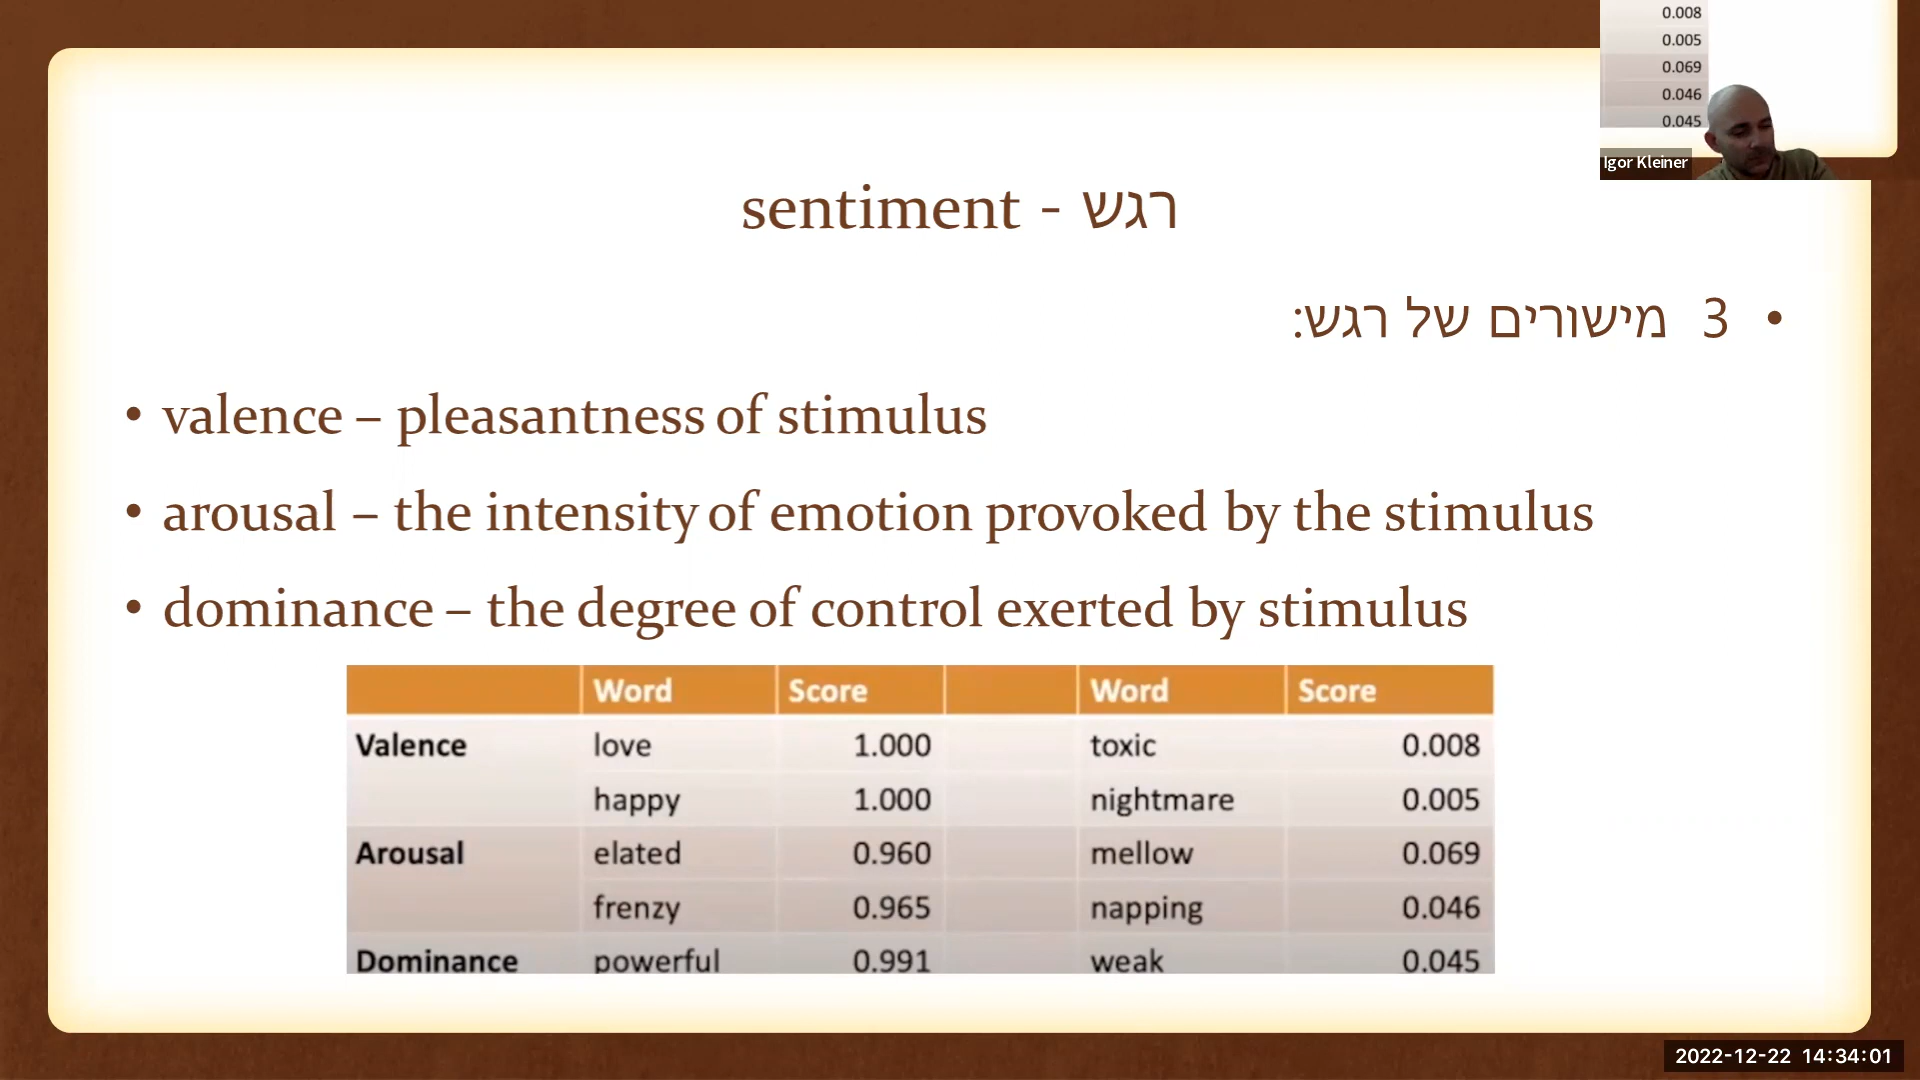 0.008
0.005
0.069
0.046
0.045
Igor Kleiner
sentiment - רגש
• 3 מישורים של רגש:
• valence – pleasantness of stimulus
• arousal – the intensity of emotion provoked by the stimulus
• dominance – the degree of control exerted by stimulus
Word Score Word Score
Valence love 1.000 toxic 0.008
happy 1.000 nightmare 0.005
Arousal elated 0.960 mellow 0.069
frenzy 0.965 napping 0.046
Dominance powerful 0.991 weak 0.045
2022-12-22 14:34:01